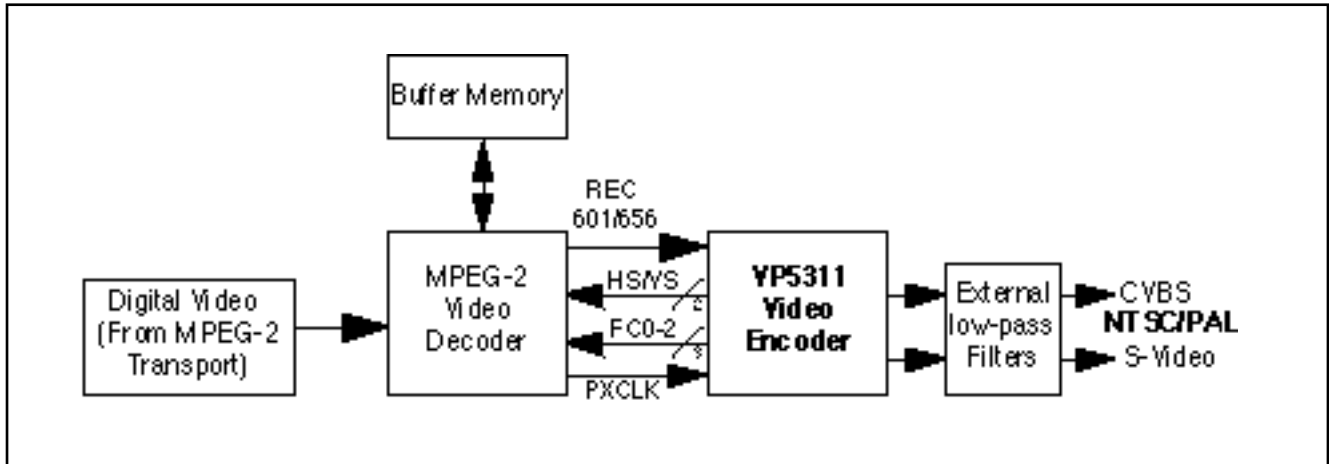 Buffer Memory
REC
601/656
MPEG-2
Video
Decoder
HS/VS
2
FC0-2
3
PXCLK
VP5311
Video
Encoder
Digital Video
(From MPEG-2
Transport)
External
low-pass
Filters
CVBS
NTSC/PAL
S-Video